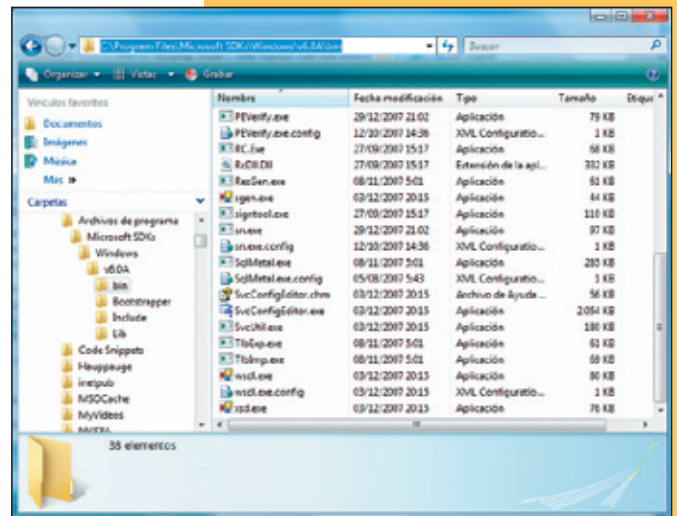 C:\Program Files\Microsoft SDKs\Windows\v6.0A\bin
Buscar
Organizar Vistas Grabar
Vínculos favoritos
Documentos
Imágenes
Música
Más »
Carpetas
Archivos de programa
Microsoft SDKs
Windows
v6.0A
bin
Bootstrapper
Include
Lib
Code Snippets
Hauppauge
inetpub
MSOCache
MyVideos
NVIDIA
Nombre Fecha modificación Tipo Tamaño Etique
PEVerify.exe 29/12/2007 21:02 Aplicación 79 KB
PEVerify.exe.config 12/10/2007 14:36 XML Configuratio... 1 KB
RC.Exe 27/09/2007 15:17 Aplicación 68 KB
RcDll.Dll 27/09/2007 15:17 Extensión de la apl... 332 KB
ResGen.exe 08/11/2007 5:01 Aplicación 61 KB
sgen.exe 03/12/2007 20:15 Aplicación 44 KB
signtool.exe 27/09/2007 15:17 Aplicación 110 KB
sn.exe 29/12/2007 21:02 Aplicación 97 KB
sn.exe.config 12/10/2007 14:36 XML Configuratio... 1 KB
SqlMetal.exe 08/11/2007 5:01 Aplicación KB
SqlMetal.exe.config 05/08/2007 5:43 XML Configuratio... 1 KB
SvcConfigEditor.chm 03/12/2007 20:15 Archivo de Ayuda ... 56 KB
SvcConfigEditor.exe 03/12/2007 20:15 Aplicación 2.054 KB
SvcUtil.exe 03/12/2007 20:15 Aplicación 180 KB
TlbExp.exe 08/11/2007 5:01 Aplicación 61 KB
TlbImp.exe 08/11/2007 5:01 Aplicación 69 KB
wsdl.exe 03/12/2007 20:15 Aplicación 80 KB
wsdl.exe.config 03/12/2007 20:15 XML Configuratio... 1 KB
xsd.exe 03/12/2007 20:15 Aplicación 76 KB
38 elementos